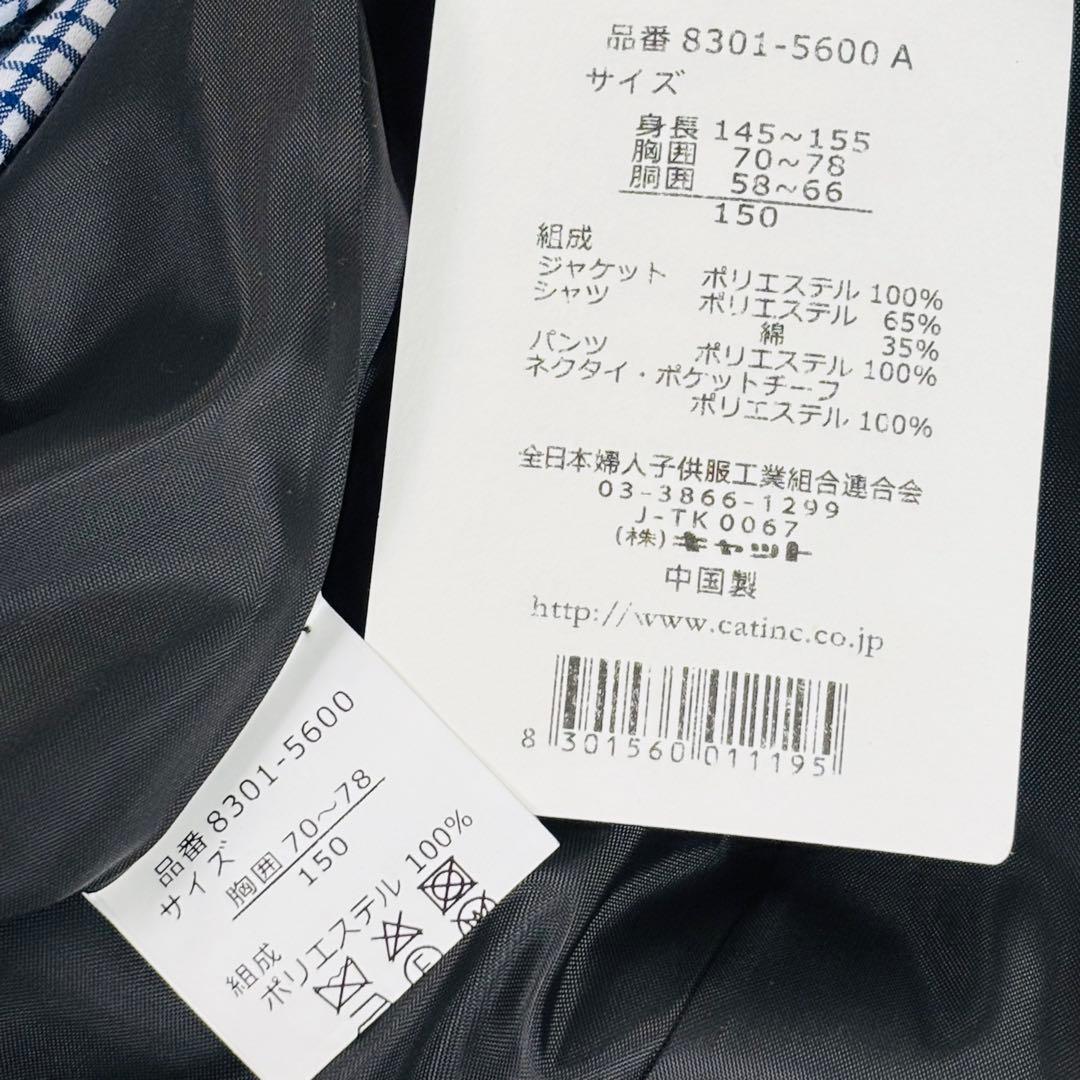 品番 8301-5600 A
サイズ
身長 145~155
胸囲 70~78
胴囲 58~66
150
組成
ジャケット ポリエステル 100%
シャツ ポリエステル 65%
綿 35%
パンツ ポリエステル 100%
ネクタイ・ポケットチーフ
ポリエステル 100%
全日本婦人子供服工業組合連合会
03-3866-1299
J-TK0067
(株)キャット
中国製
http://www.catinc.co.jp
8 301560 011195
品番 8301-5600
サイズ
胸囲 70~78
150
組成
ポリエステル 100%
F